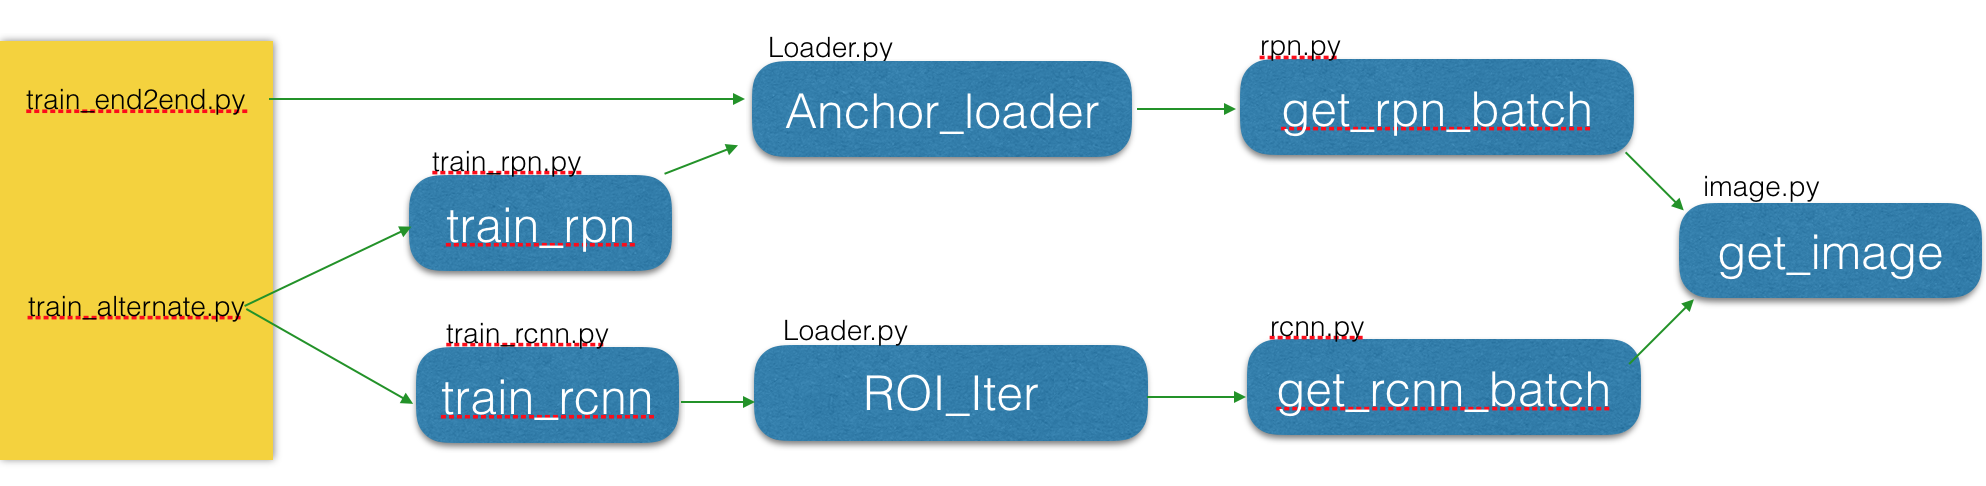 train_end2end.py
train_alternate.py
train_rpn.py
train_rpn
train_rcnn.py
train_rcnn
Loader.py
Anchor_loader
Loader.py
ROI_Iter
rpn.py
get_rpn_batch
rcnn.py
get_rcnn_batch
image.py
get_image